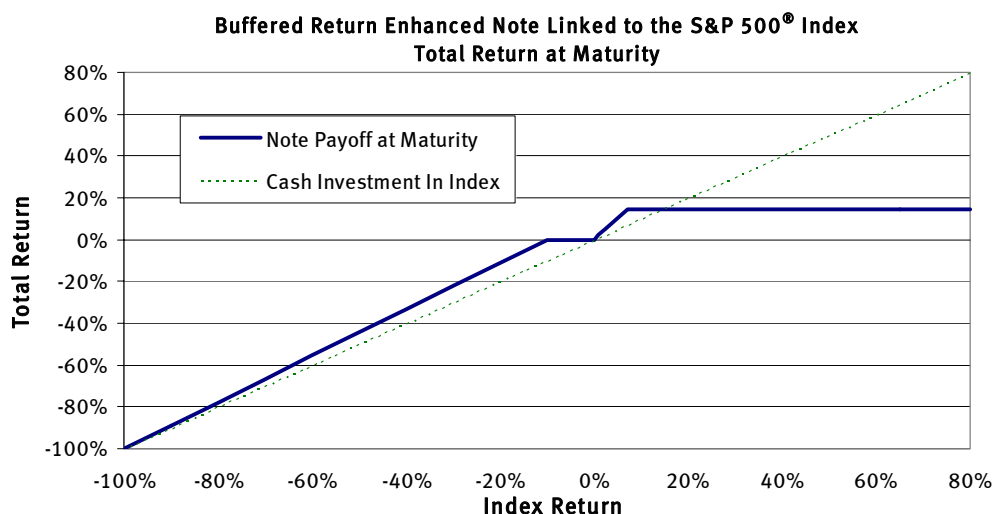 Buffered Return Enhanced Note Linked to the S&P 500® Index
Total Return at Maturity
80%
60%
40%
20%
0%
-20%
-40%
-60%
-80%
-100%
Total Return
Note Payoff at Maturity
Cash Investment In Index
-100% -80% -60% -40% -20% 0% 20% 40% 60% 80%
Index Return